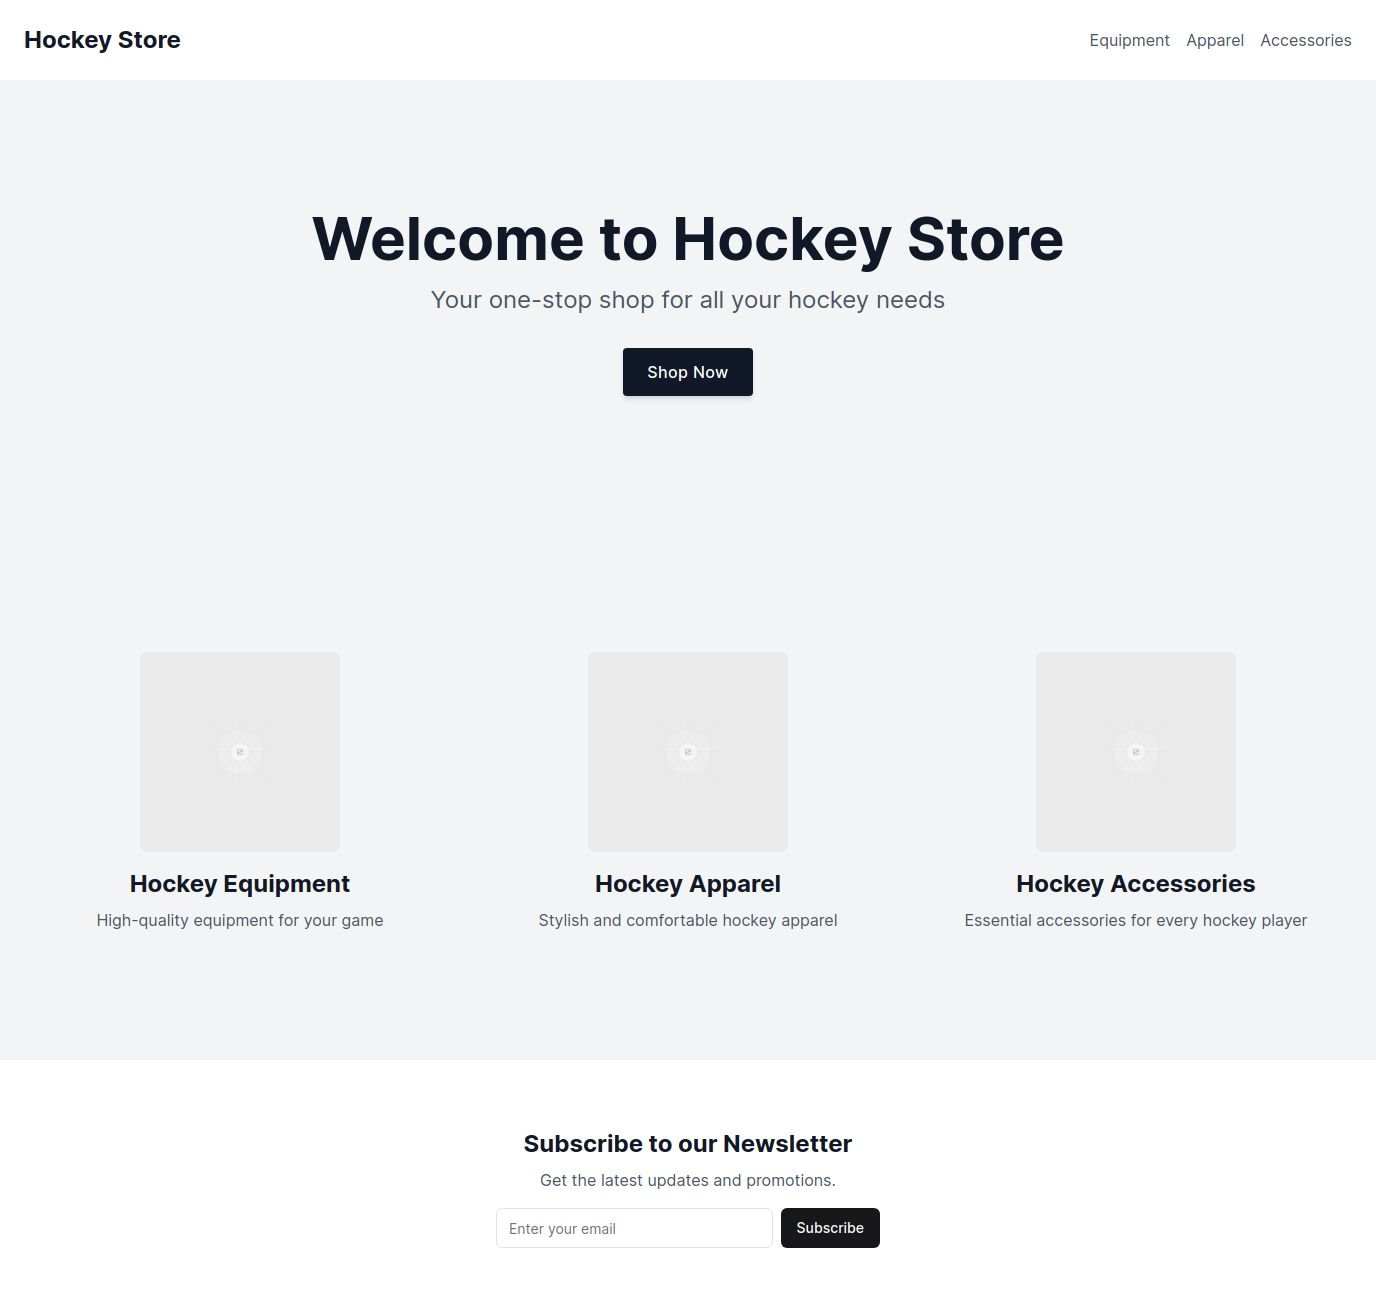 Hockey Store
Equipment Apparel Accessories
Welcome to Hockey Store
Your one-stop shop for all your hockey needs
Shop Now
Hockey Equipment
High-quality equipment for your game
Hockey Apparel
Stylish and comfortable hockey apparel
Hockey Accessories
Essential accessories for every hockey player
Subscribe to our Newsletter
Get the latest updates and promotions.
Enter your email
Subscribe